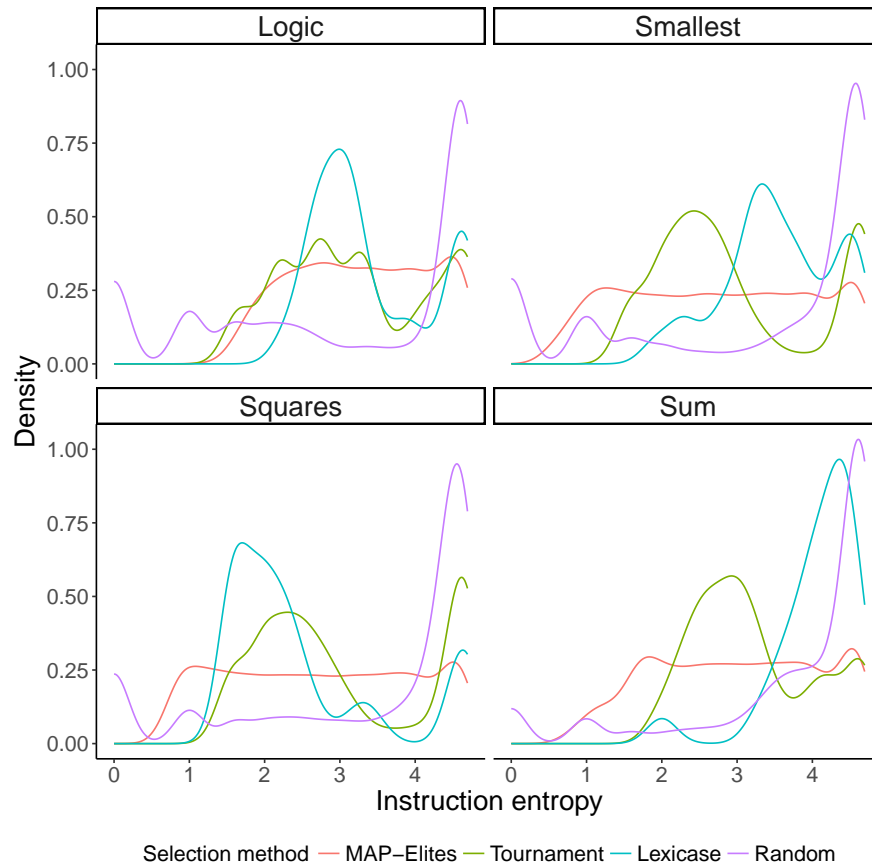 Logic
Smallest
1.00
0.75
0.50
0.25
0.00
Squares
Sum
1.00
0.75
0.50
0.25
0.00
Density
0 1 2 3 4
0 1 2 3 4
Instruction entropy
Selection method MAP−Elites Tournament Lexicase Random